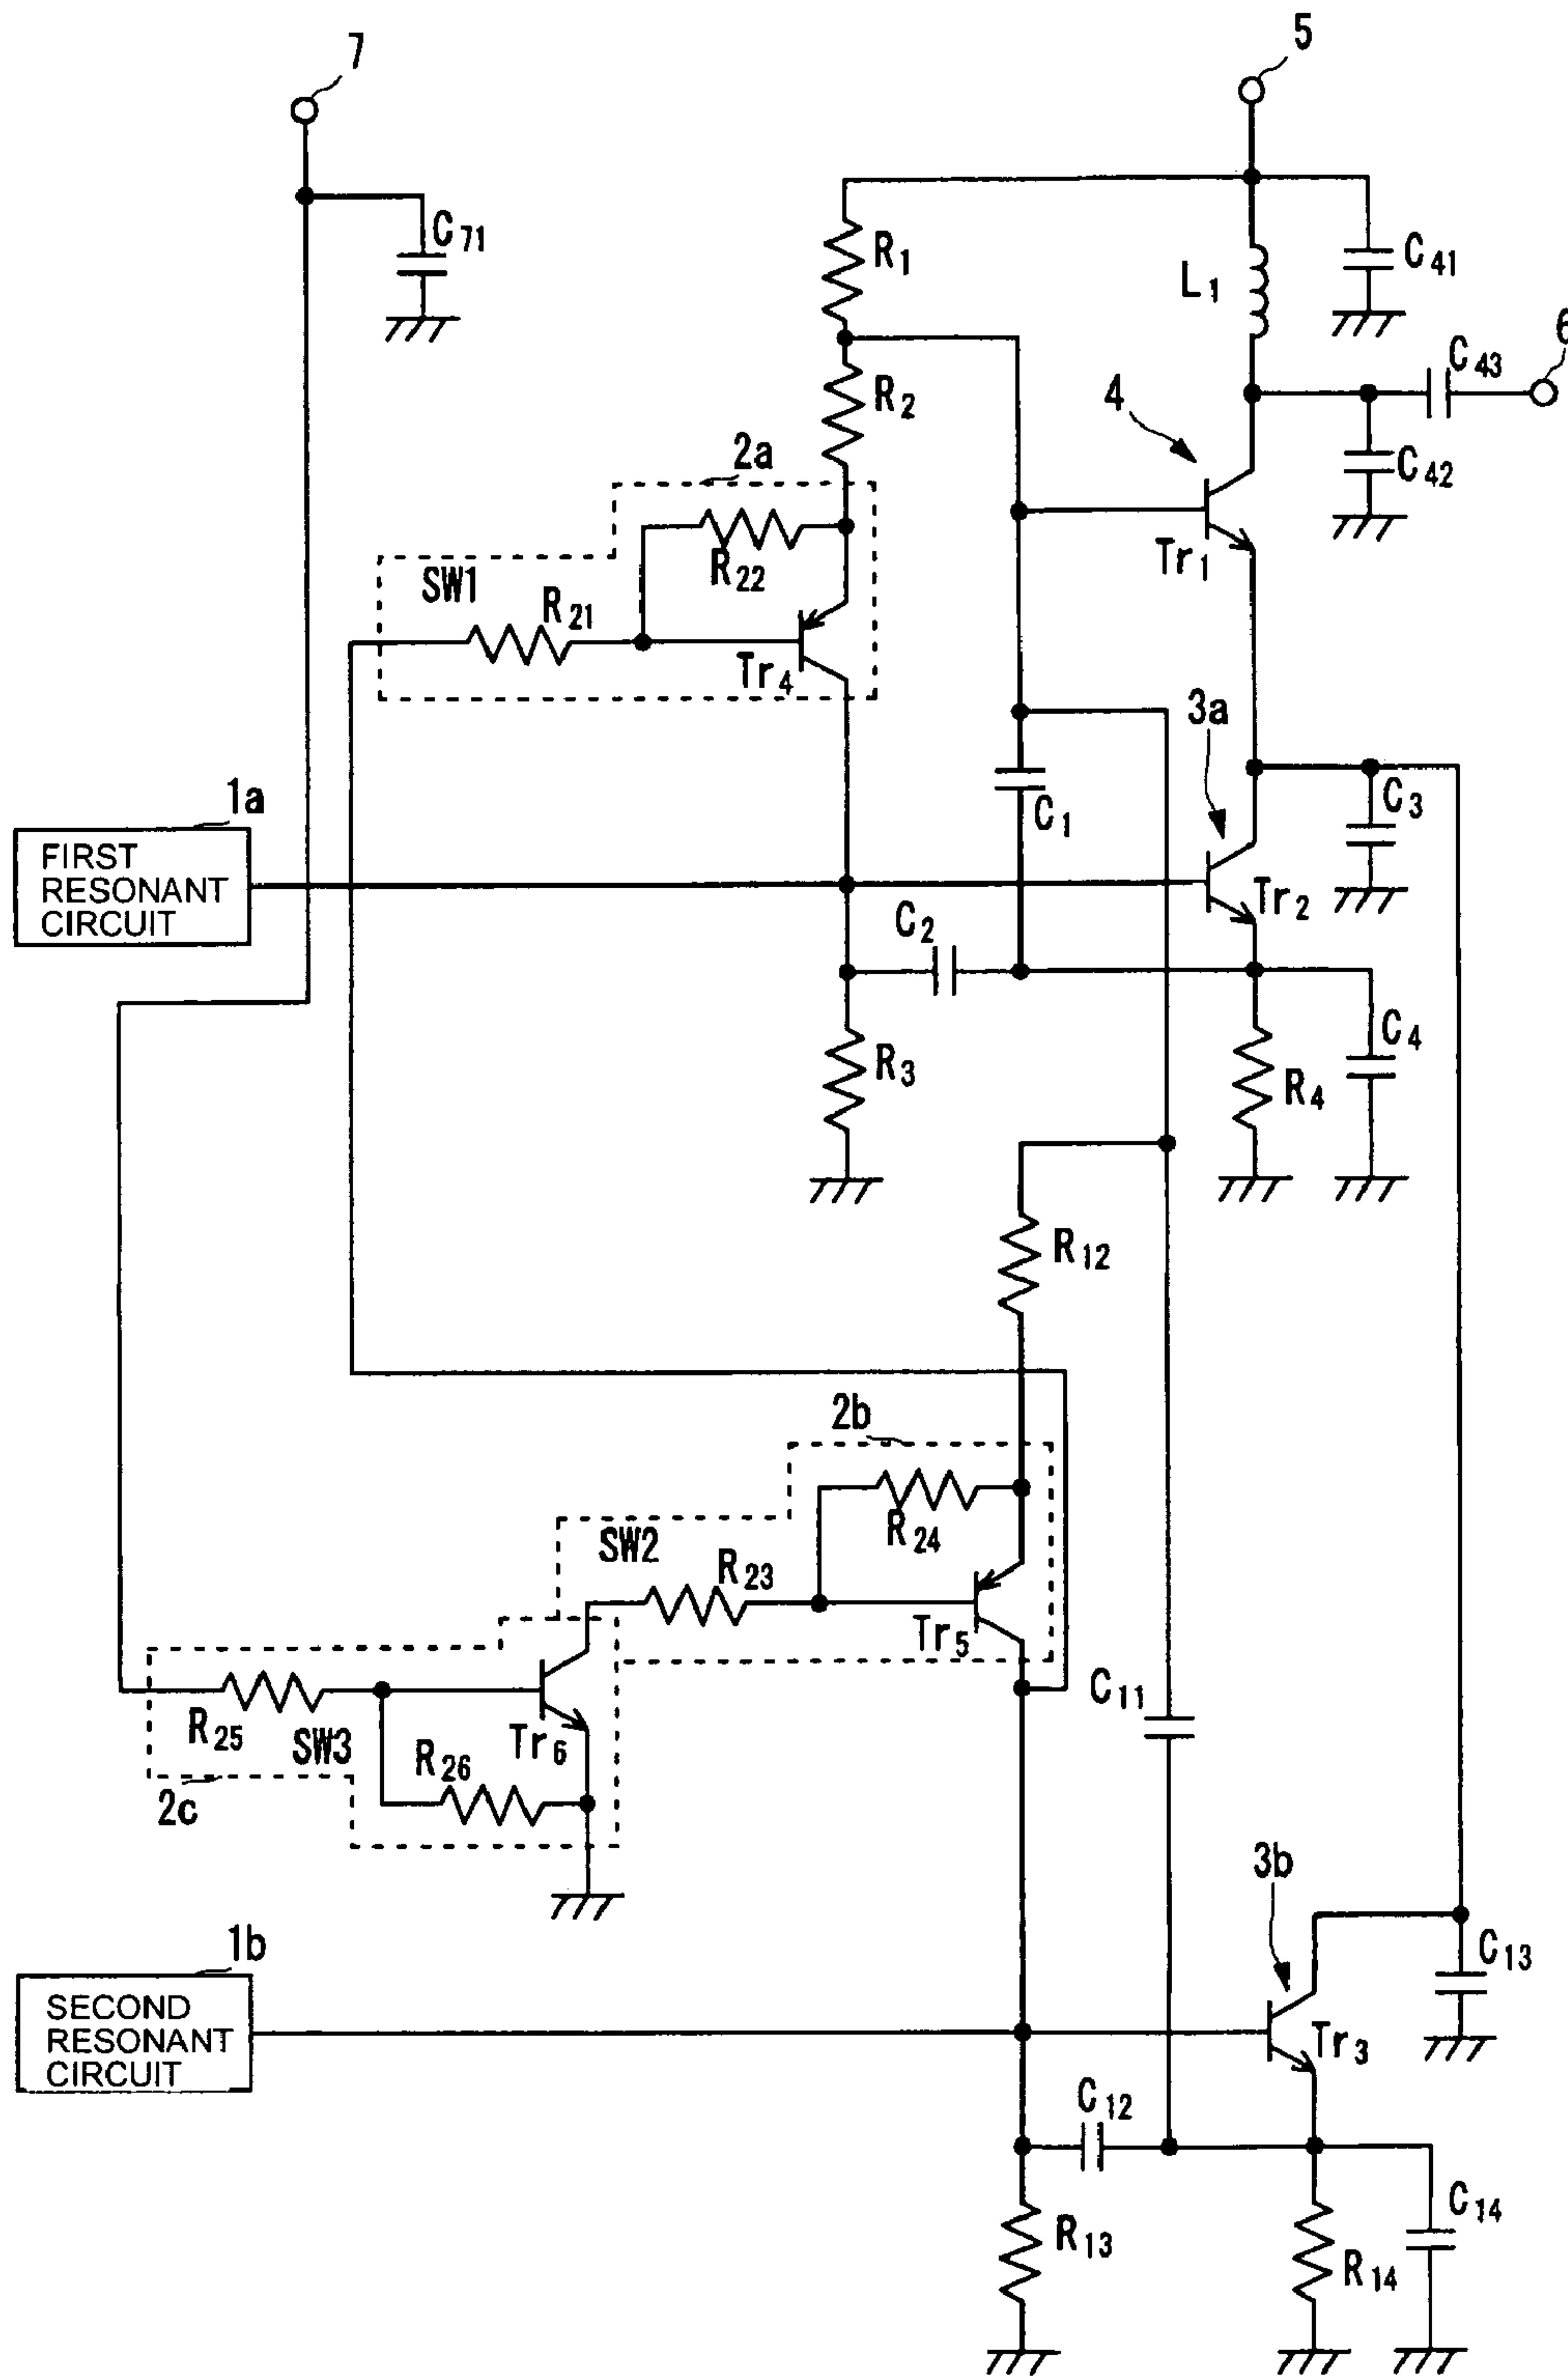 7
5
C71
R1
L1
C41
6
C43
R2
4
2a
C42
SW1
R22
R21
Tr1
Tr4
3a
1a
C3
C1
FIRST
RESONANT
CIRCUIT
Tr2
C2
C4
R3
R4
R12
2b
R24
SW2
R23
Tr5
C11
R25
SW3
Tr6
R26
2c
3b
1b
C13
SECOND
RESONANT
CIRCUIT
Tr3
C12
C14
R13
R14